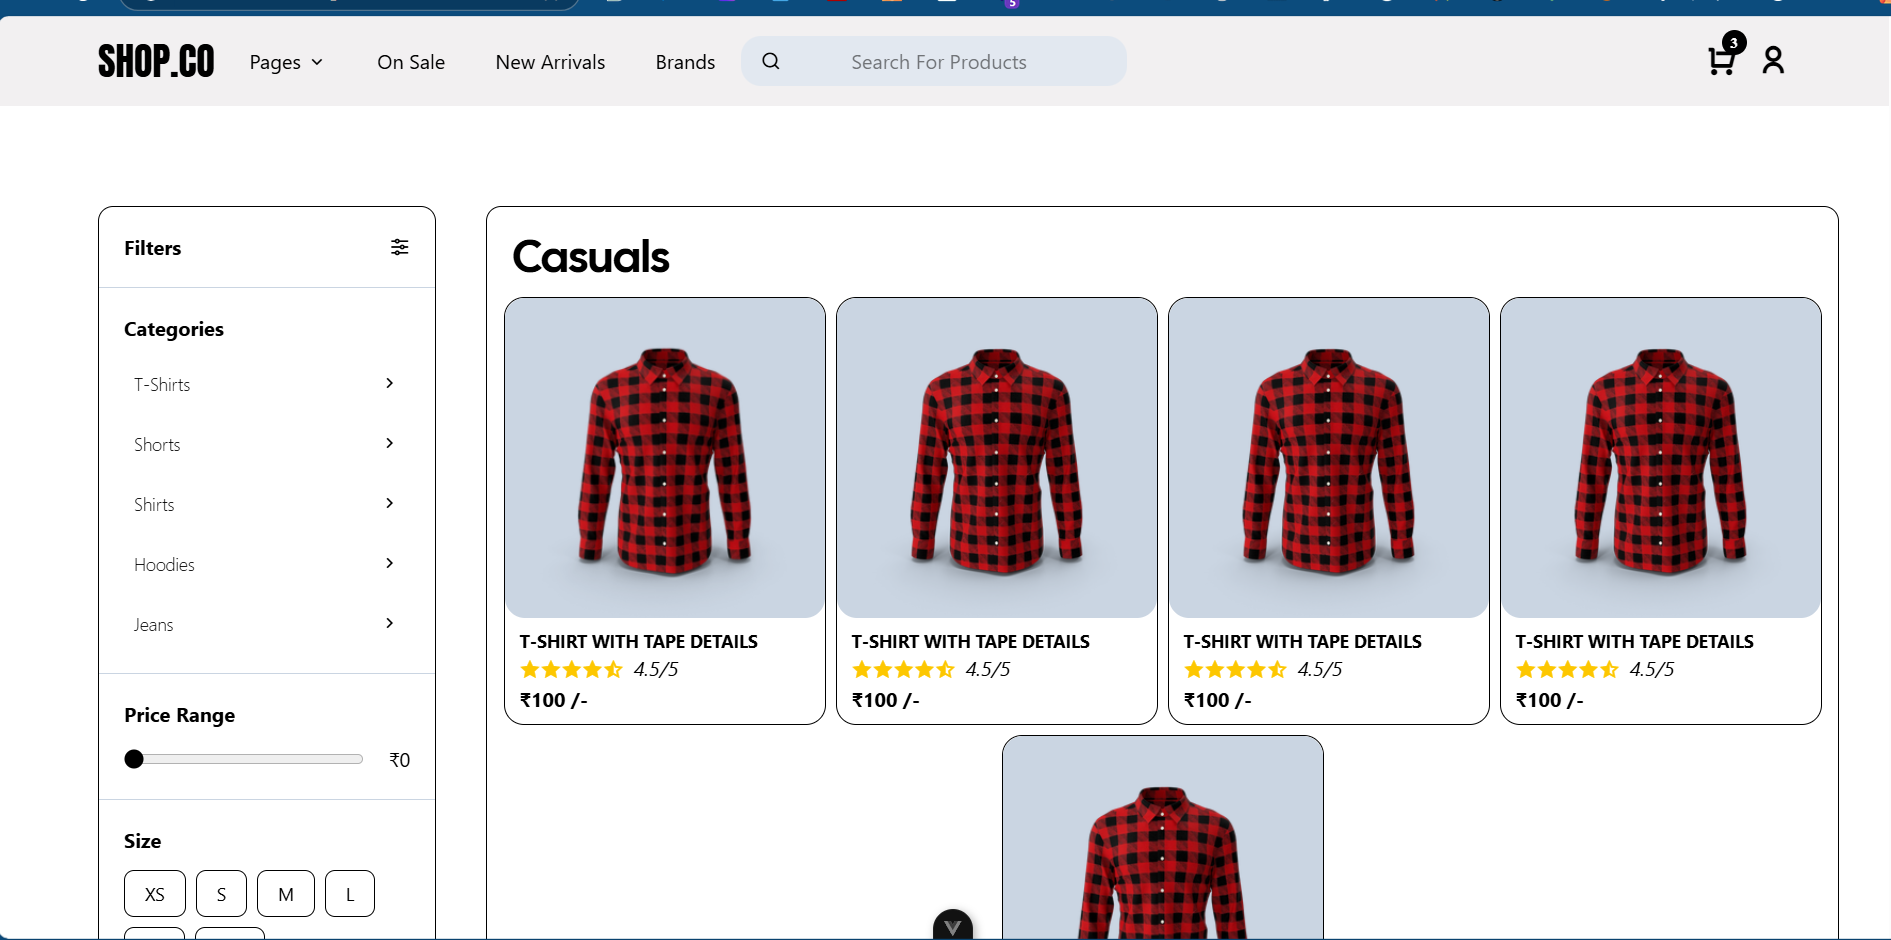 SHOP.CO Pages On Sale New Arrivals Brands Search For Products 3
Filters
Categories
T-Shirts
Shorts
Shirts
Hoodies
Jeans
Price Range
₹0
Size
XS S M L
Casuals
T-SHIRT WITH TAPE DETAILS
4.5/5
₹100 /-
T-SHIRT WITH TAPE DETAILS
4.5/5
₹100 /-
T-SHIRT WITH TAPE DETAILS
4.5/5
₹100 /-
T-SHIRT WITH TAPE DETAILS
4.5/5
₹100 /-